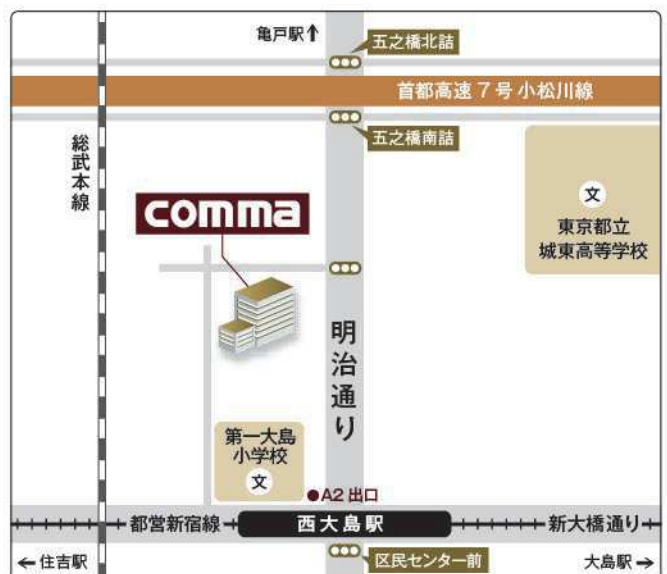 亀戸駅↑
五之橋北詰
首都高速7号小松川線
五之橋南詰
総武本線
comma
文
東京都立
城東高等学校
明治通り
第一大島
小学校
文
A2出口
都営新宿線
西大島駅
新大橋通り
←住吉駅
区民センター前
大島駅→